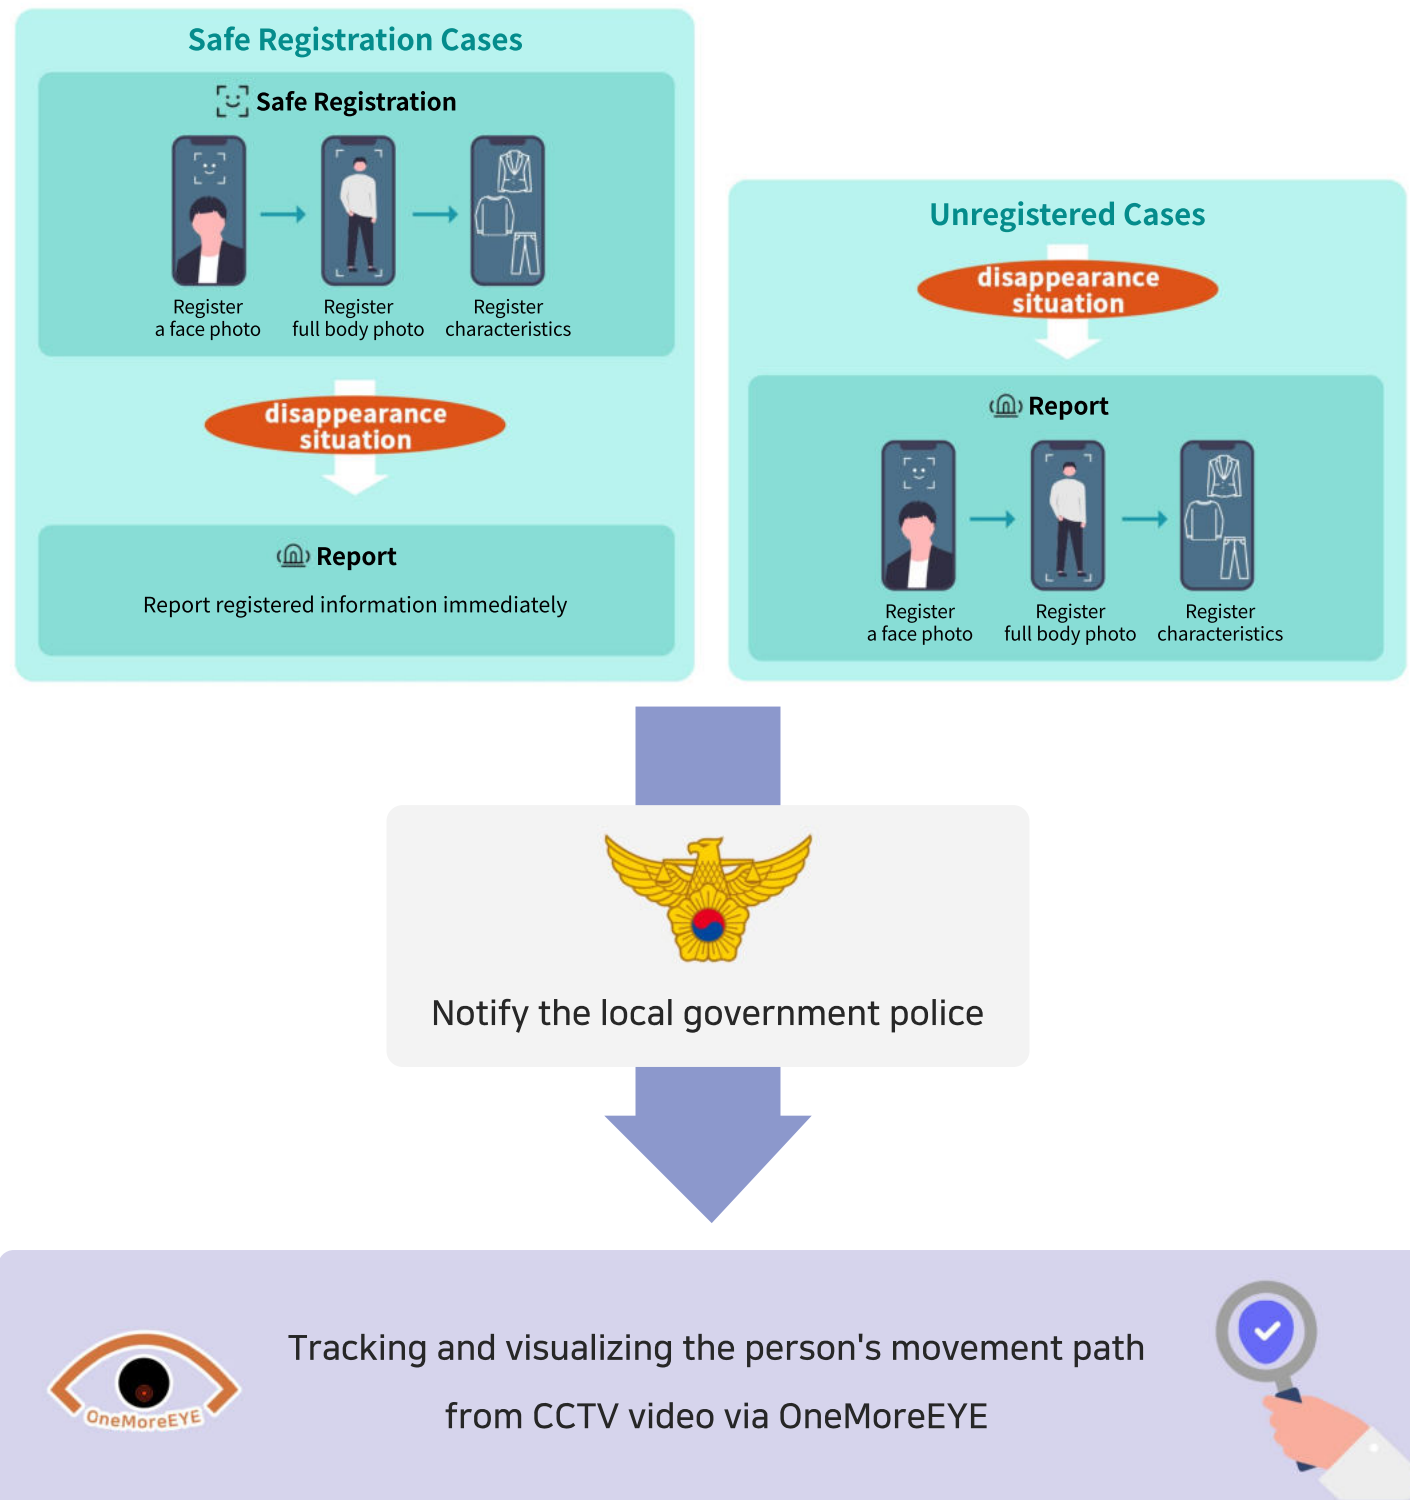 Safe Registration Cases
Safe Registration
Register
a face photo
Register
full body photo
Register
characteristics
disappearance
situation
Report
Report registered information immediately
Unregistered Cases
disappearance
situation
Report
Register
a face photo
Register
full body photo
Register
characteristics
Notify the local government police
OneMoreEYE
Tracking and visualizing the person's movement path
from CCTV video via OneMoreEYE